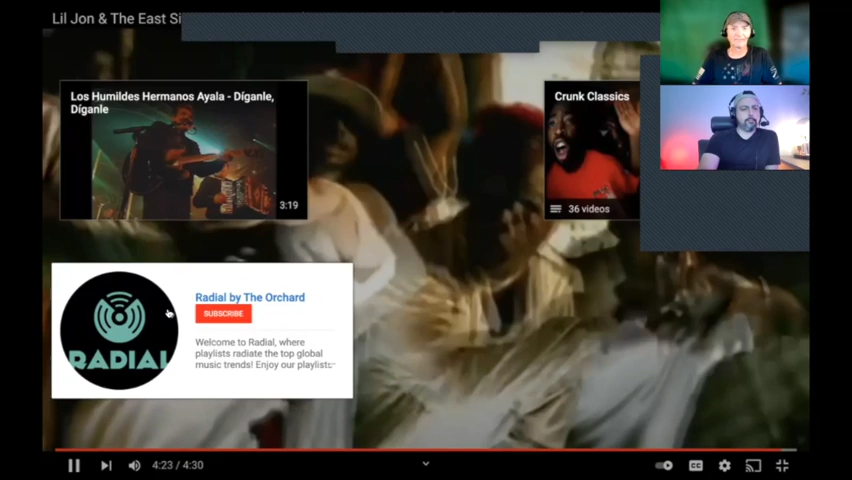 Lil Jon & The East Si
Los Humildes Hermanos Ayala - Díganle,
Díganle
3:19
Crunk Classics
36 videos
RADIAL
Radial by The Orchard
SUBSCRIBE
Welcome to Radial, where
playlists radiate the top global
music trends! Enjoy our playlists
4:23 / 4:30
CC